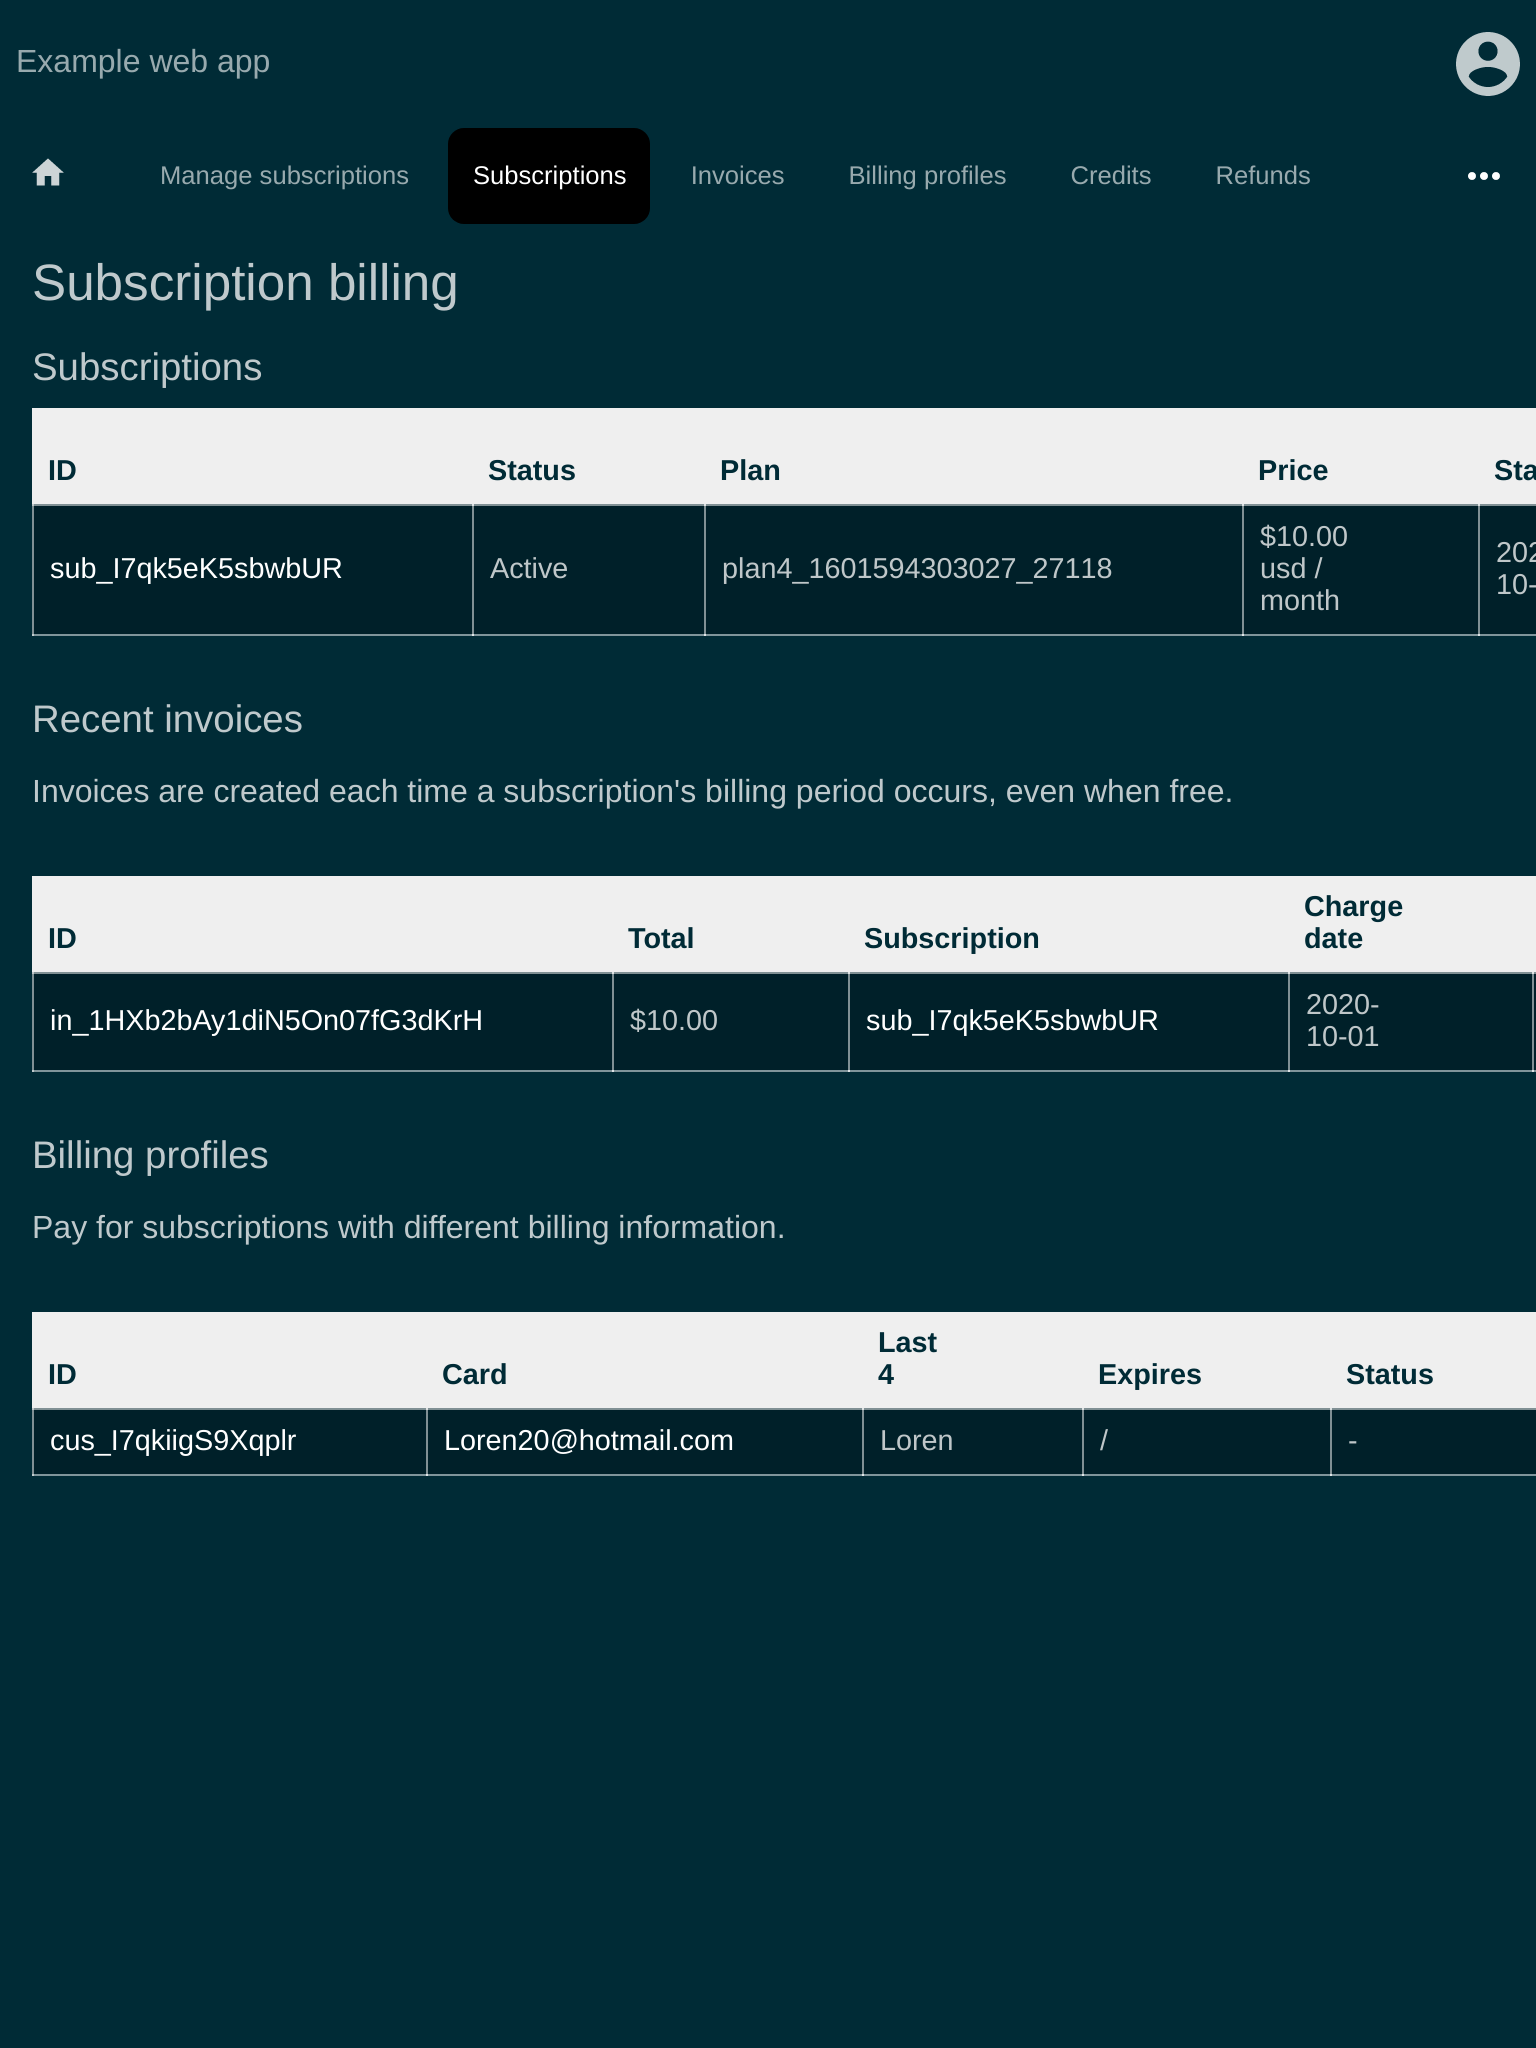 Example web app
Manage subscriptions Subscriptions Invoices Billing profiles Credits Refunds
Subscription billing
Subscriptions
ID Status Plan Price Sta
sub_I7qk5eK5sbwbUR Active plan4_1601594303027_27118 $10.00 usd / month 202 10-
Recent invoices
Invoices are created each time a subscription's billing period occurs, even when free.
ID Total Subscription Charge date
in_1HXb2bAy1diN5On07fG3dKrH $10.00 sub_I7qk5eK5sbwbUR 2020-10-01
Billing profiles
Pay for subscriptions with different billing information.
ID Card Last 4 Expires Status
cus_I7qkiigS9Xqplr Loren20@hotmail.com Loren / -